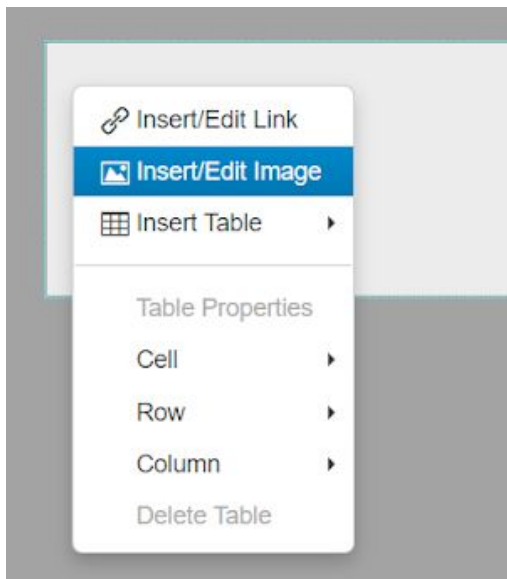 Insert/Edit Link
Insert/Edit Image
Insert Table
Table Properties
Cell
Row
Column
Delete Table